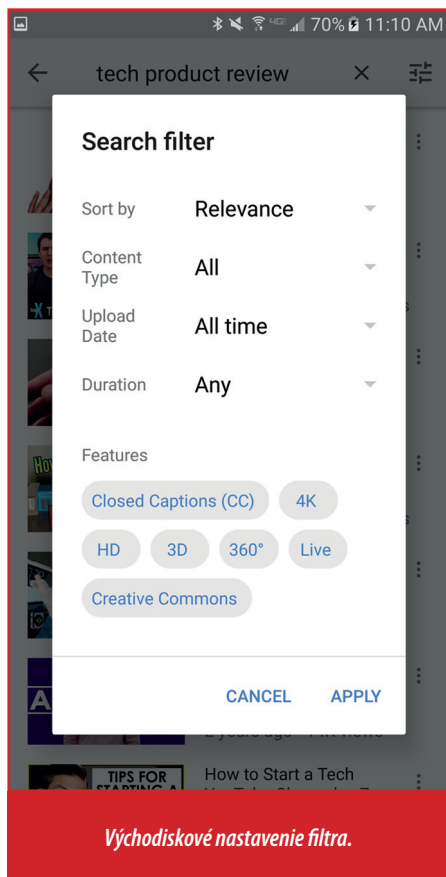 70% 11:10 AM
tech product review
Search filter
Sort by Relevance
Content
Type All
Upload
Date All time
Duration Any
Features
Closed Captions (CC) 4K
HD 3D 360° Live
Creative Commons
CANCEL APPLY
TIPS FOR
How to Start a Tech
Východiskové nastavenie filtra.